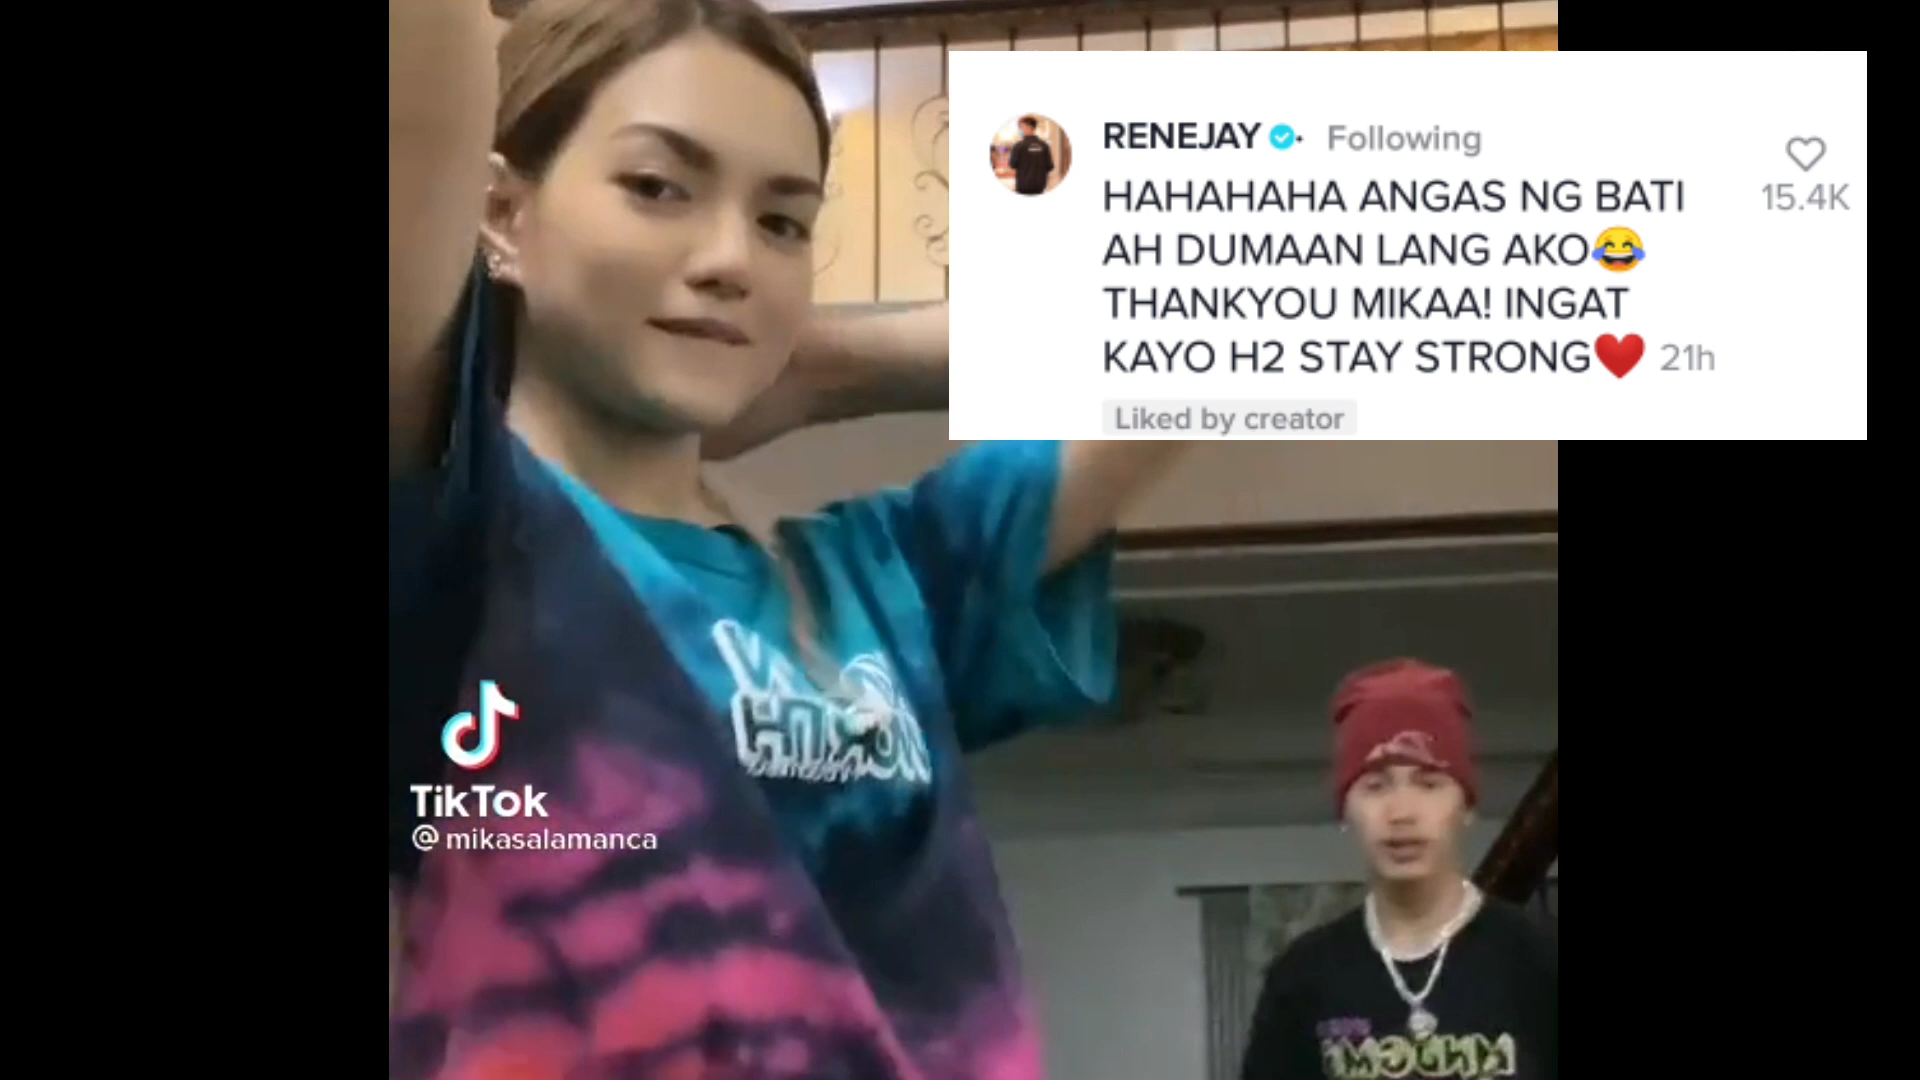 RENEJAY Following
HAHAHAHA ANGAS NG BATI
AH DUMAAN LANG AKO😂
THANKYOU MIKAA! INGAT
KAYO H2 STAY STRONG❤️ 21h
Liked by creator
15.4K
TikTok
@mikasalamanca